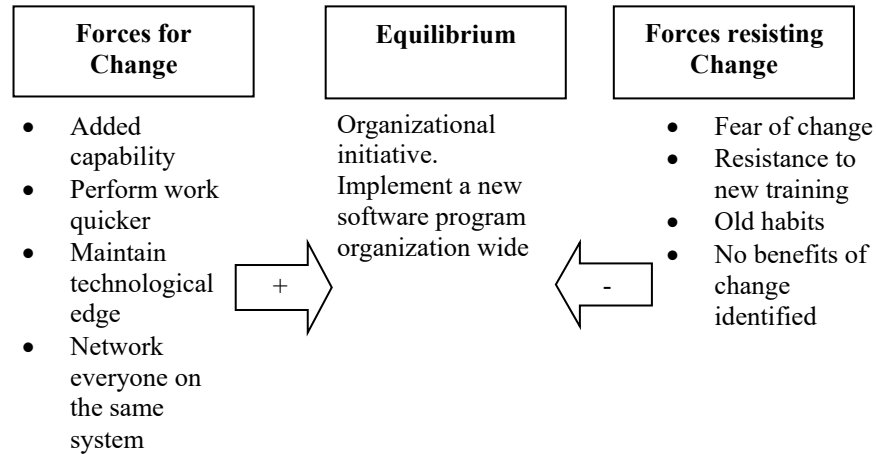 Forces for
Change
• Added
capability
• Perform work
quicker
• Maintain
technological
edge
• Network
everyone on
the same
system
+
Equilibrium
Organizational
initiative.
Implement a new
software program
organization wide
-
Forces resisting
Change
• Fear of change
• Resistance to
new training
• Old habits
• No benefits of
change
identified